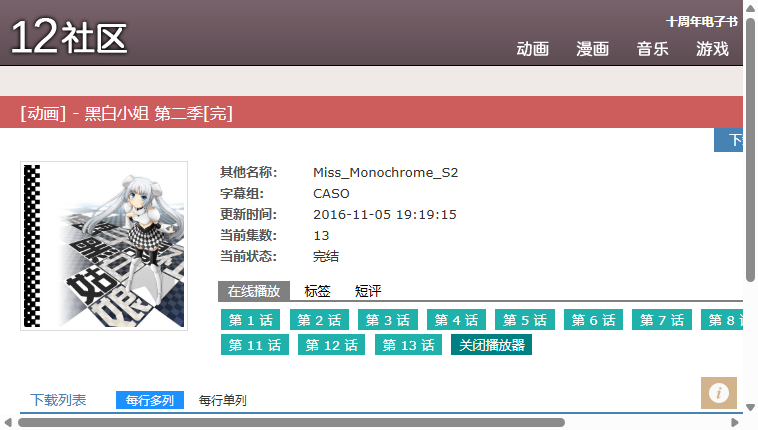 12社区
十周年电子书
动画 漫画 音乐 游戏
[动画] - 黑白小姐 第二季[完]
下
其他名称: Miss_Monochrome_S2
字幕组: CASO
更新时间: 2016-11-05 19:19:15
当前集数: 13
当前状态: 完结
姑娘
在线播放 标签 短评
第 1 话 第 2 话 第 3 话 第 4 话 第 5 话 第 6 话 第 7 话 第 8
第 11 话 第 12 话 第 13 话 关闭播放器
下载列表 每行多列 每行单列
i